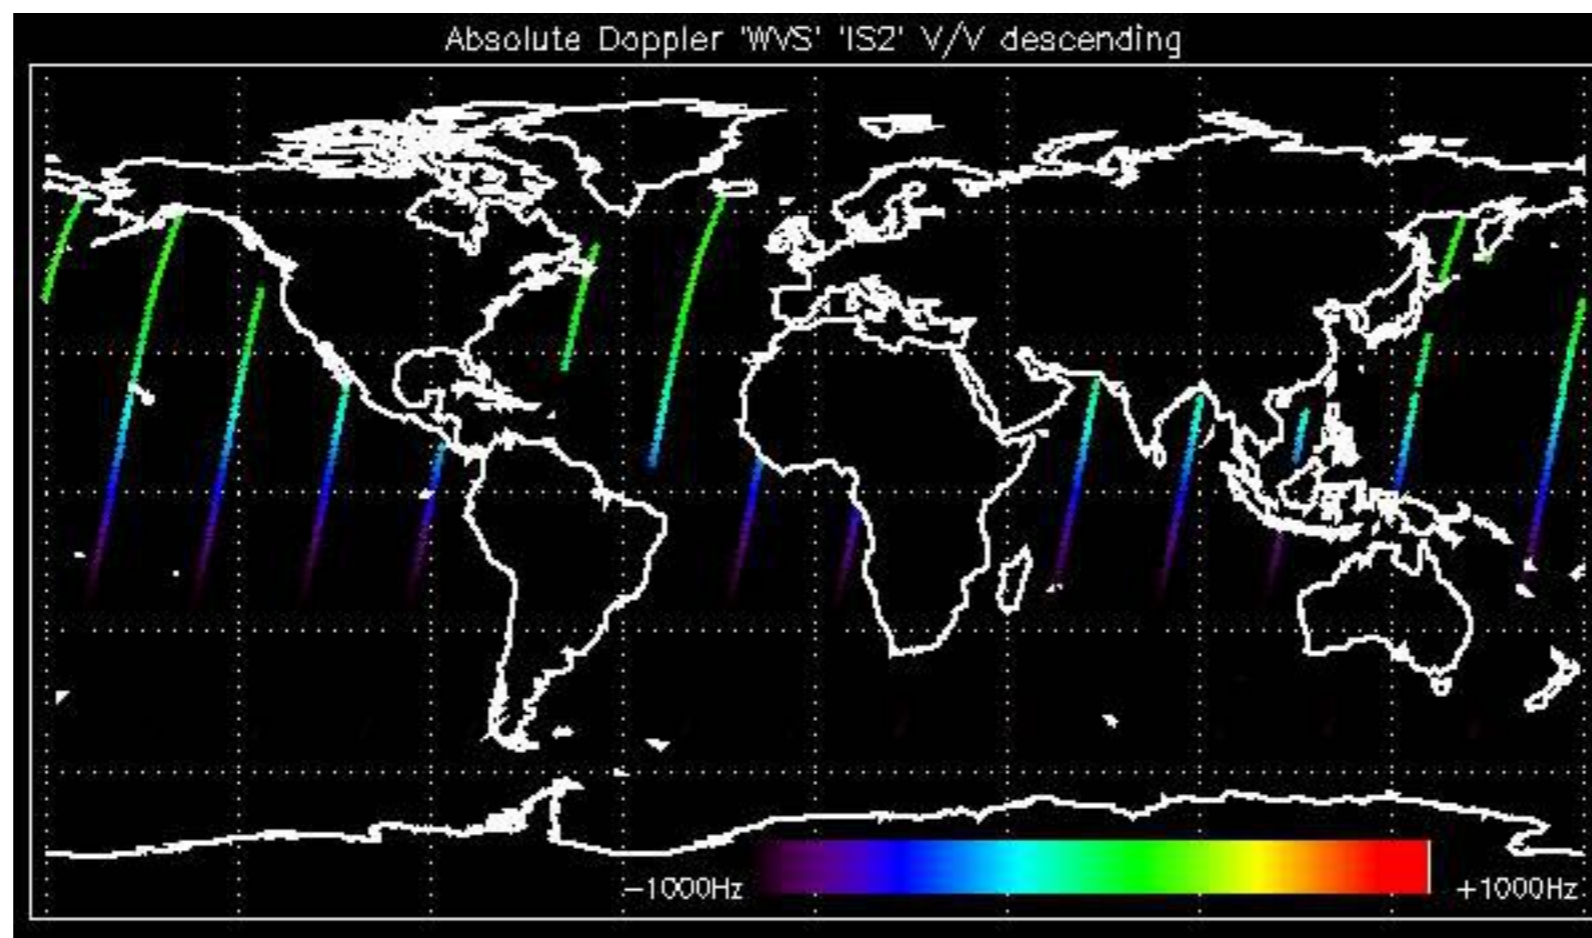 Absolute Doppler 'WVS' 'IS2' V/V descending
-1000Hz
+1000Hz